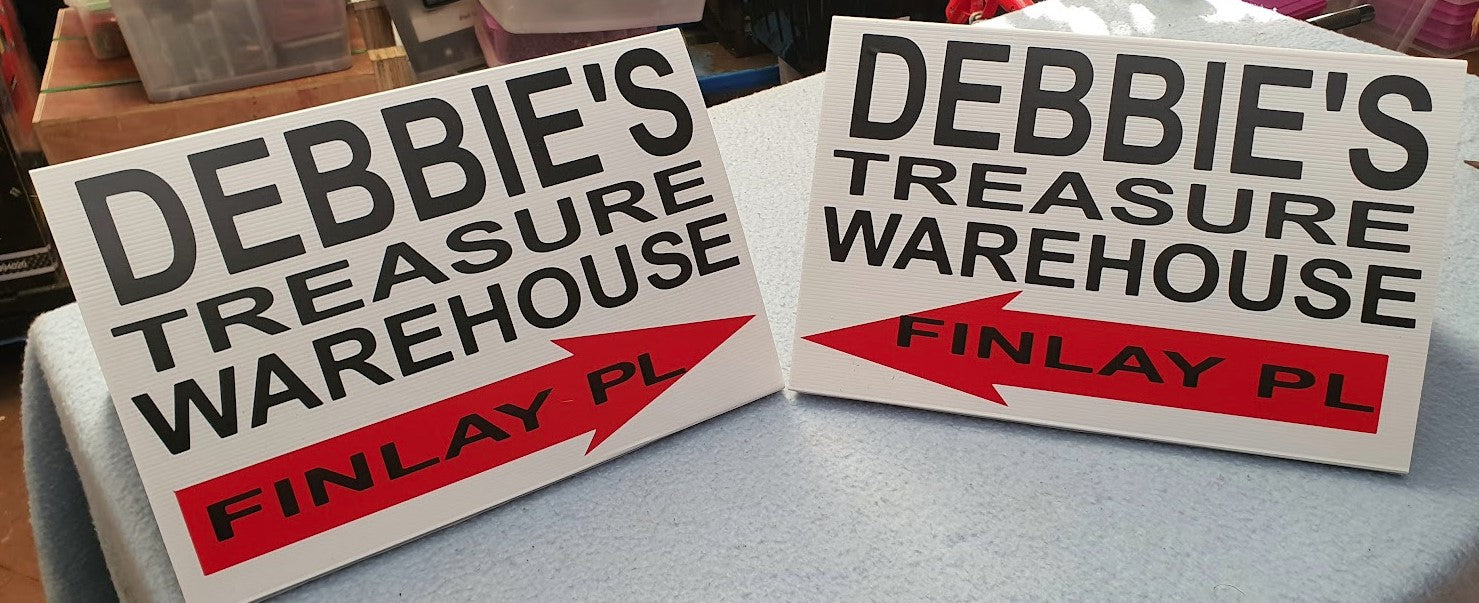 DEBBIE'S
TREASURE
WAREHOUSE
FINLAY PL
DEBBIE'S
TREASURE
WAREHOUSE
FINLAY PL